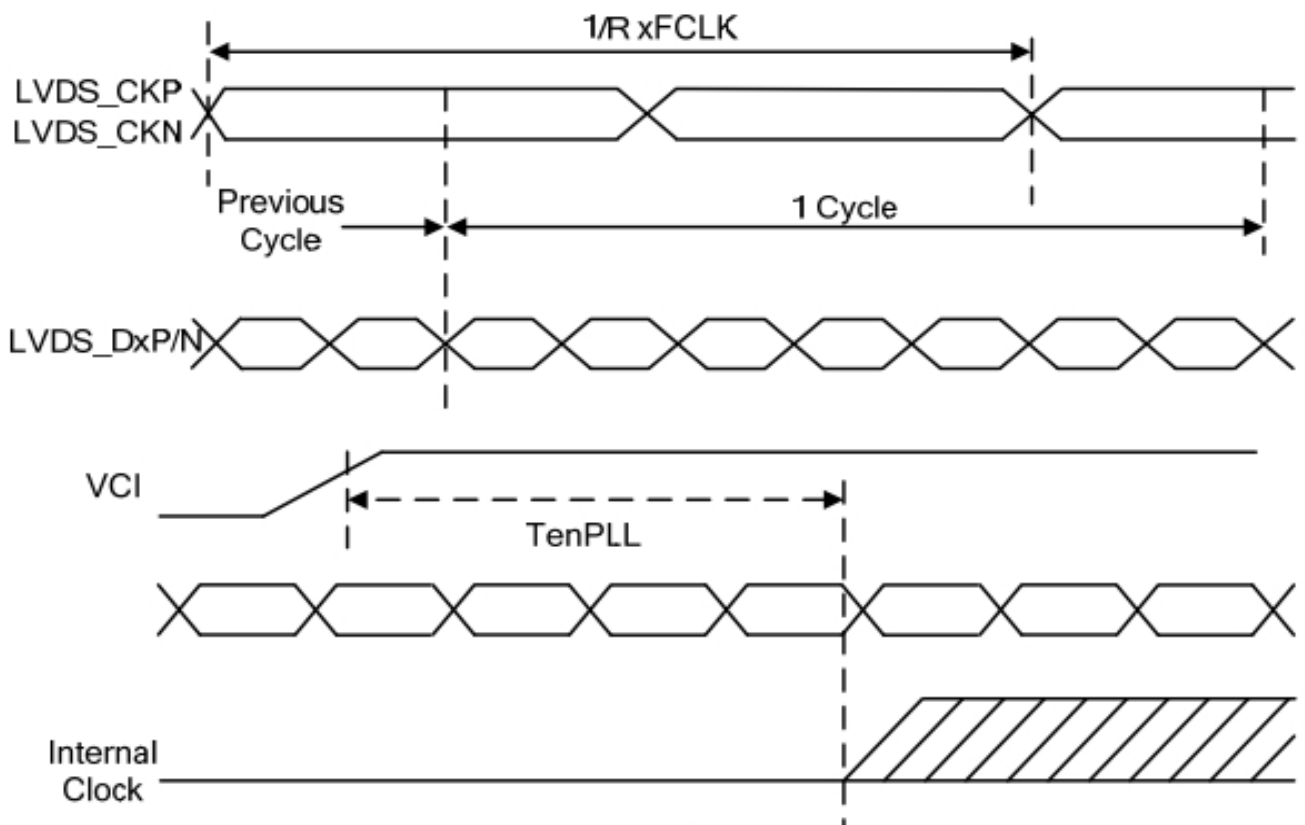 1/R xFCLK
LVDS_CKP
LVDS_CKN
Previous
Cycle
1 Cycle
LVDS_DxP/N
VCI
TenPLL
Internal
Clock